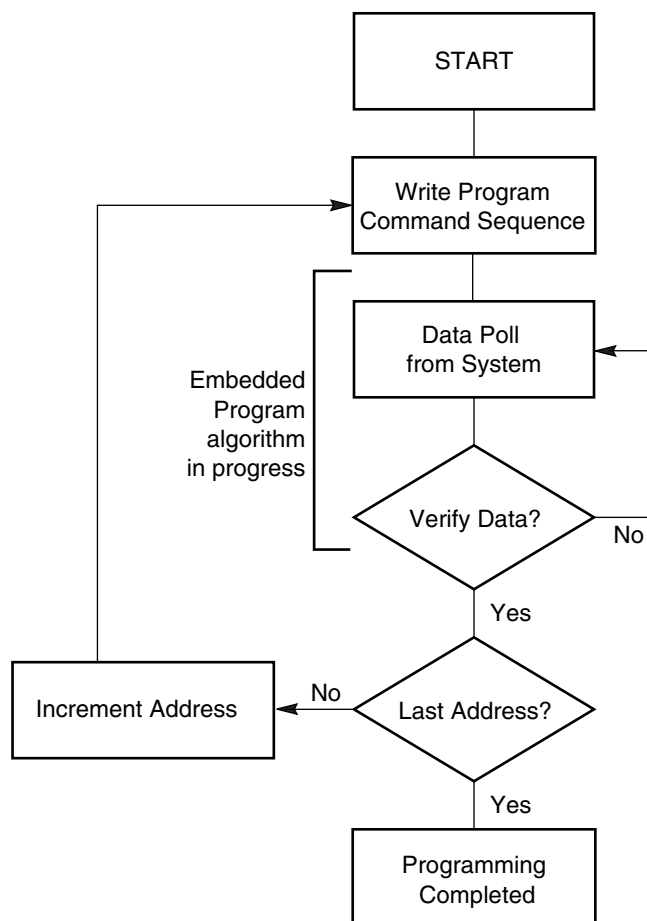 START
Write Program
Command Sequence
Data Poll
from System
Embedded
Program
algorithm
in progress
Verify Data?
No
Yes
Last Address?
No
Increment Address
Yes
Programming
Completed